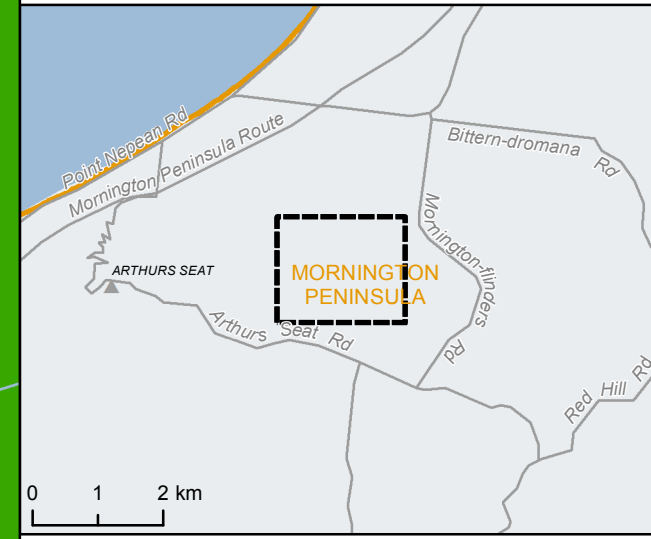 Point Nepean Rd
Mornington Peninsula Route
Bittern-dromana Rd
Mornington-flinders Rd
ARTHURS SEAT
MORNINGTON
PENINSULA
Arthurs Seat Rd
Red Hill Rd
0 1 2 km